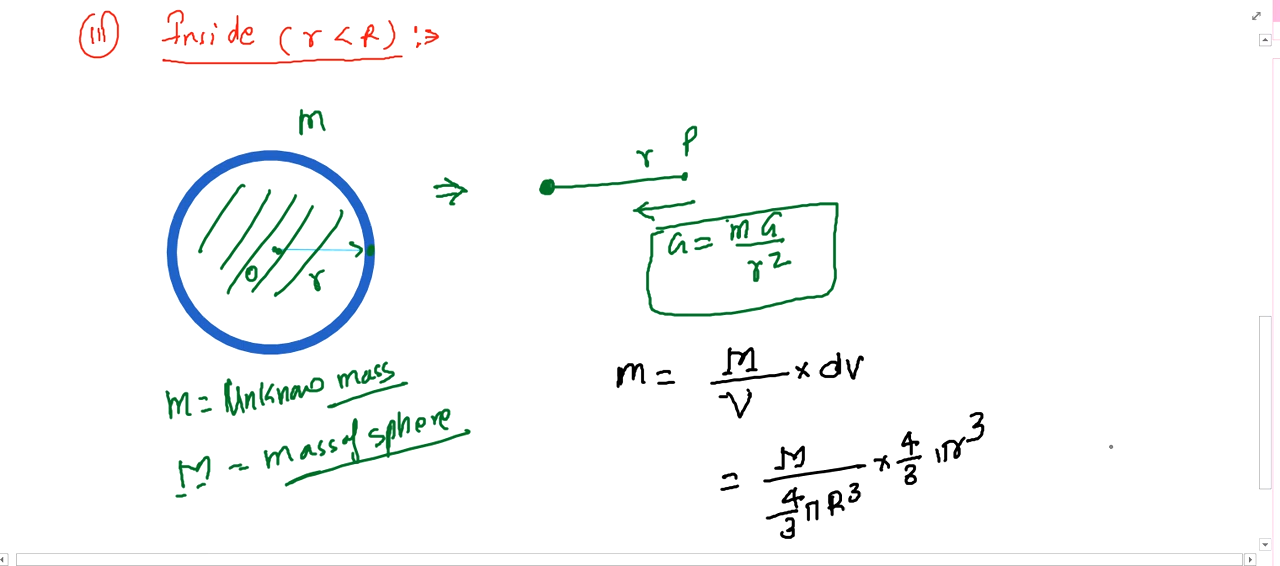 (iii) Inside (r < R) :→
m
O
r
⇒
r
P
G = mG/r²
m = Unknown mass
M = mass of sphere
m = M/V × dV
= M/(4/3 πR³) × 4/3 πr³